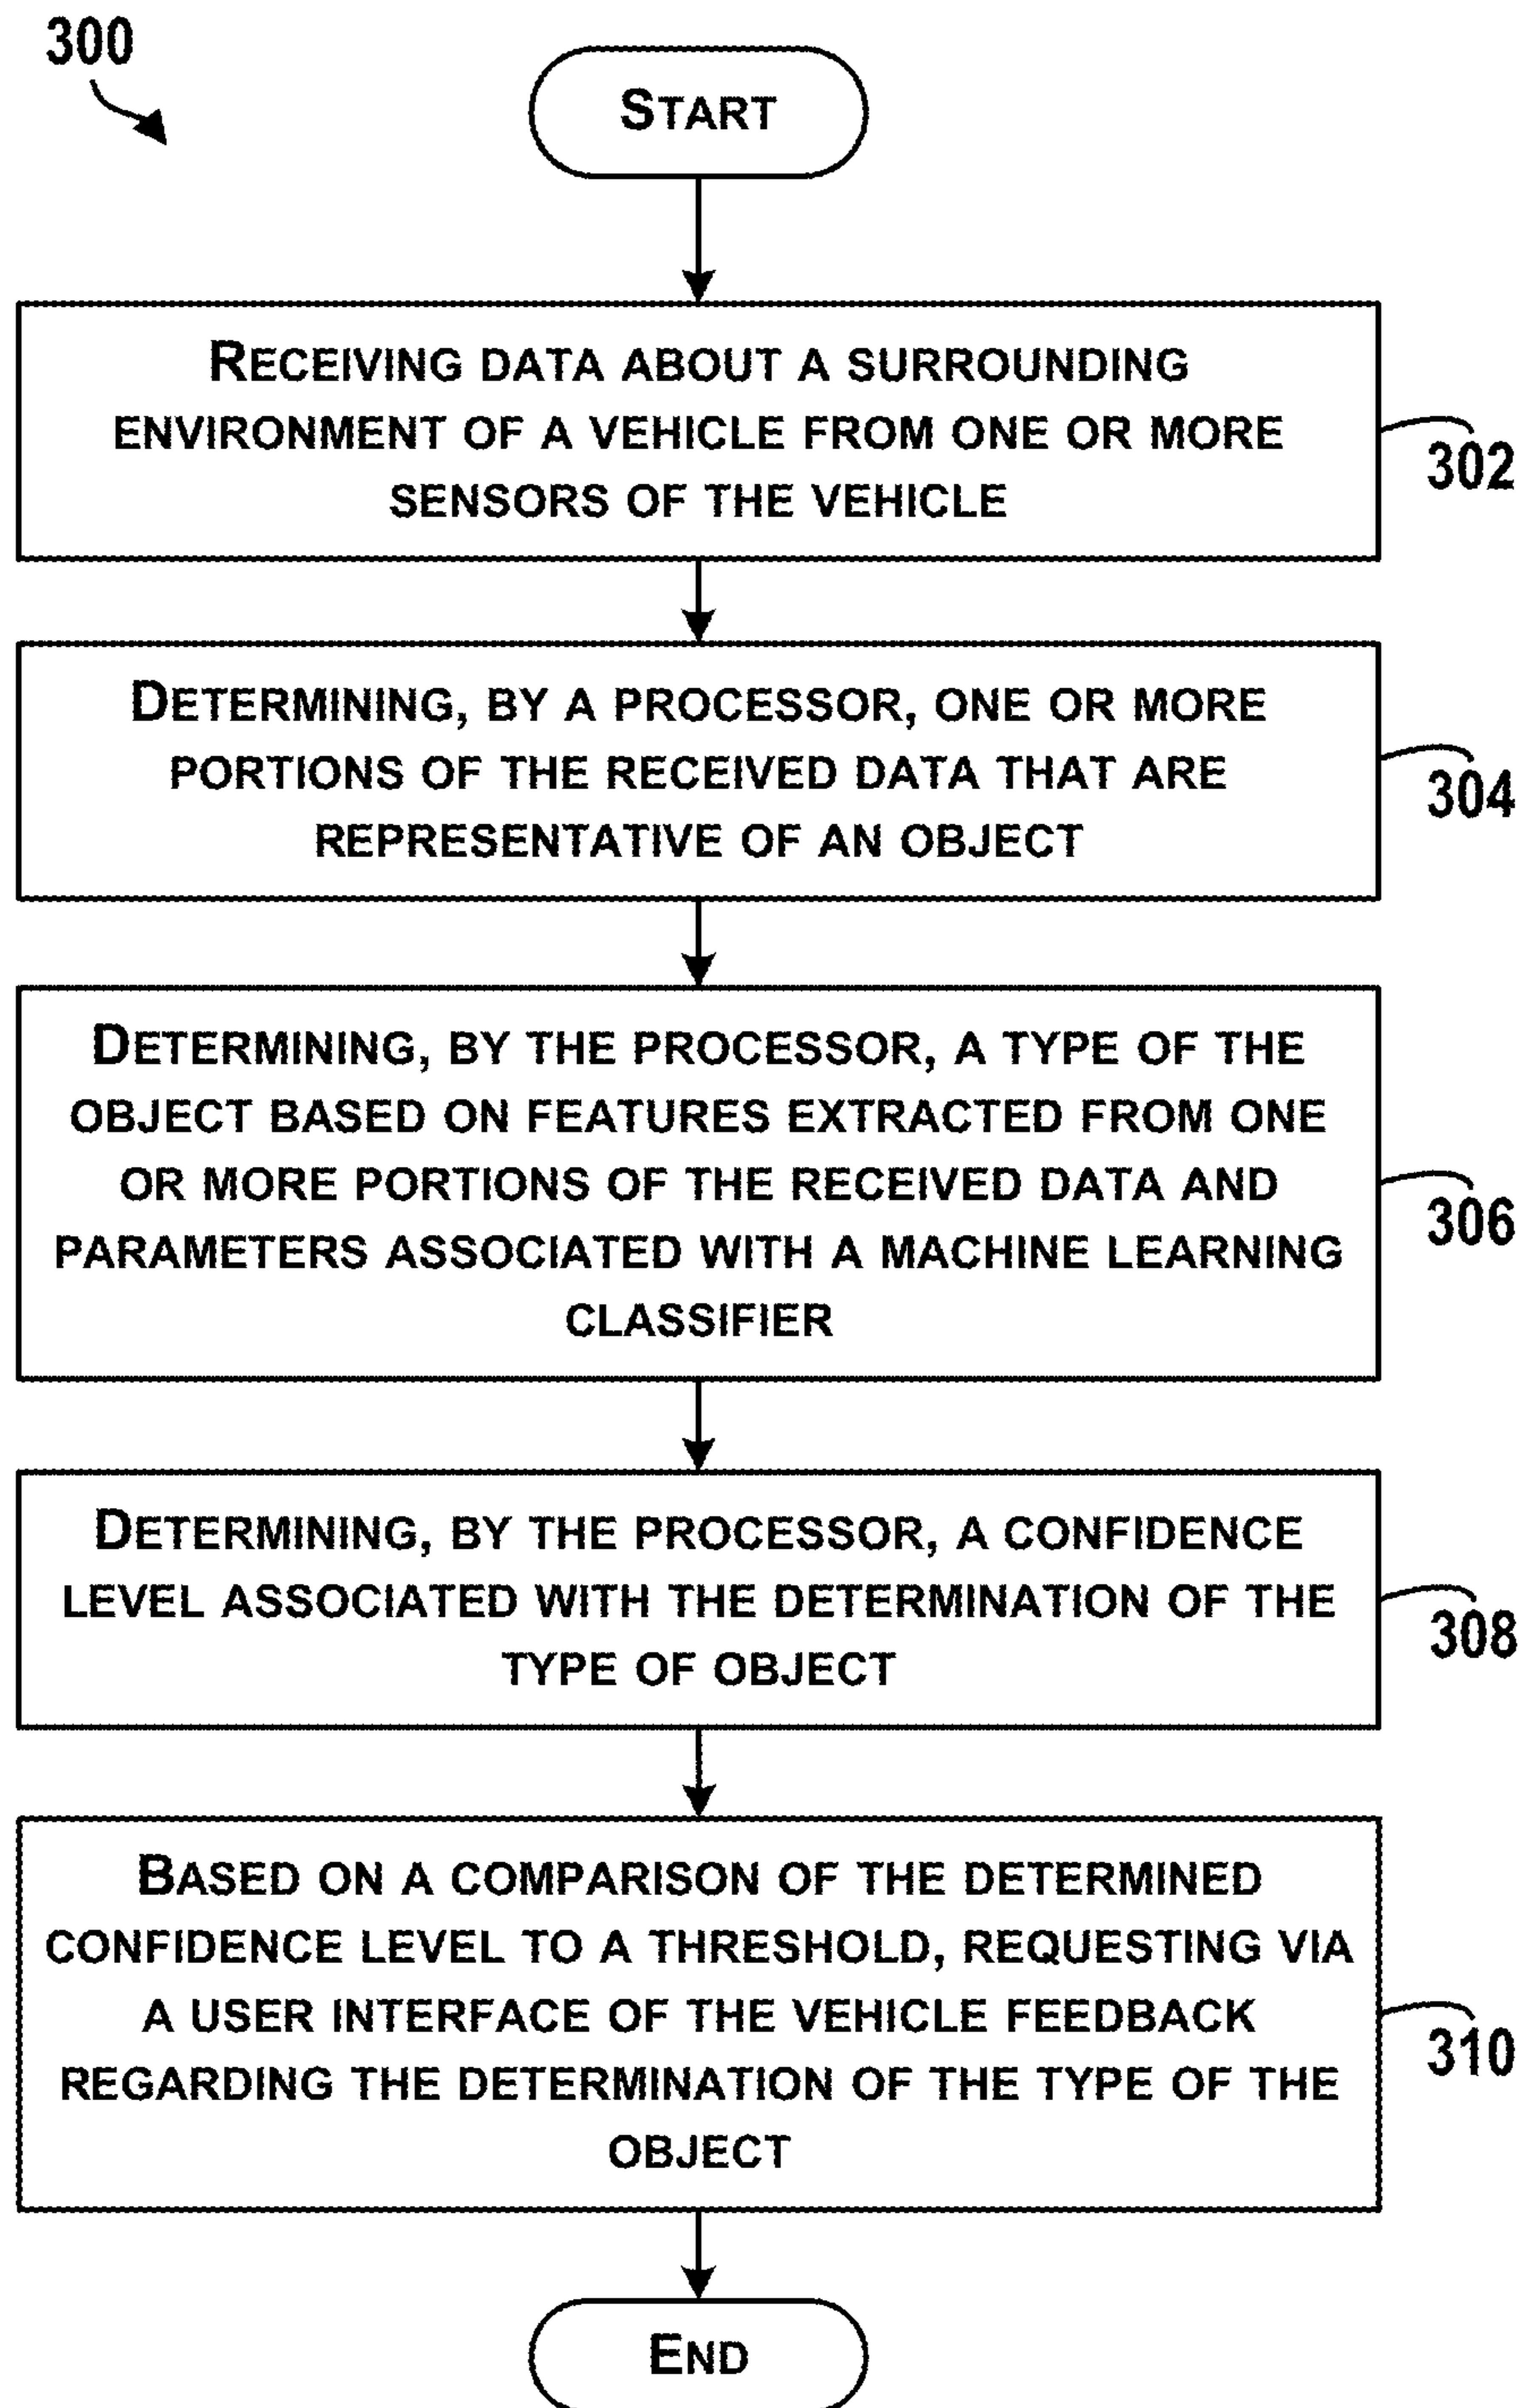 300
START
RECEIVING DATA ABOUT A SURROUNDING
ENVIRONMENT OF A VEHICLE FROM ONE OR MORE
SENSORS OF THE VEHICLE
302
DETERMINING, BY A PROCESSOR, ONE OR MORE
PORTIONS OF THE RECEIVED DATA THAT ARE
REPRESENTATIVE OF AN OBJECT
304
DETERMINING, BY THE PROCESSOR, A TYPE OF THE
OBJECT BASED ON FEATURES EXTRACTED FROM ONE
OR MORE PORTIONS OF THE RECEIVED DATA AND
PARAMETERS ASSOCIATED WITH A MACHINE LEARNING
CLASSIFIER
306
DETERMINING, BY THE PROCESSOR, A CONFIDENCE
LEVEL ASSOCIATED WITH THE DETERMINATION OF THE
TYPE OF OBJECT
308
BASED ON A COMPARISON OF THE DETERMINED
CONFIDENCE LEVEL TO A THRESHOLD, REQUESTING VIA
A USER INTERFACE OF THE VEHICLE FEEDBACK
REGARDING THE DETERMINATION OF THE TYPE OF THE
OBJECT
310
END